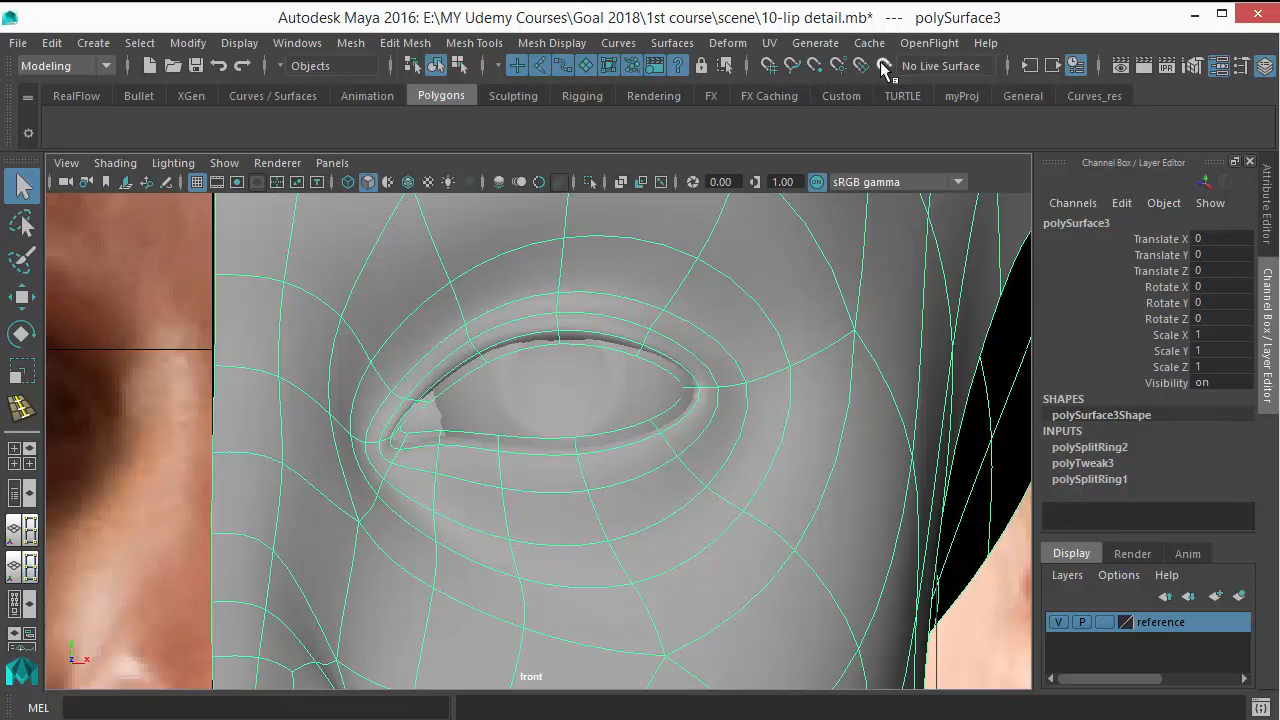 Autodesk Maya 2016: E:\MY Udemy Courses\Goal 2018\1st course\scene\10-lip detail.mb* --- polySurface3
File Edit Create Select Modify Display Windows Mesh Edit Mesh Mesh Tools Mesh Display Curves Surfaces Deform UV Generate Cache OpenFlight Help
Modeling Objects No Live Surface
RealFlow Bullet XGen Curves / Surfaces Animation Polygons Sculpting Rigging Rendering FX FX Caching Custom TURTLE myProj General Curves_res
View Shading Lighting Show Renderer Panels
0.00 1.00 sRGB gamma
front
Channel Box / Layer Editor
Channels Edit Object Show
polySurface3
Translate X 0
Translate Y 0
Translate Z 0
Rotate X 0
Rotate Y 0
Rotate Z 0
Scale X 1
Scale Y 1
Scale Z 1
Visibility on
SHAPES
polySurface3Shape
INPUTS
polySplitRing2
polyTweak3
polySplitRing1
Display Render Anim
Layers Options Help
V P reference
Attribute Editor
Channel Box / Layer Editor
MEL